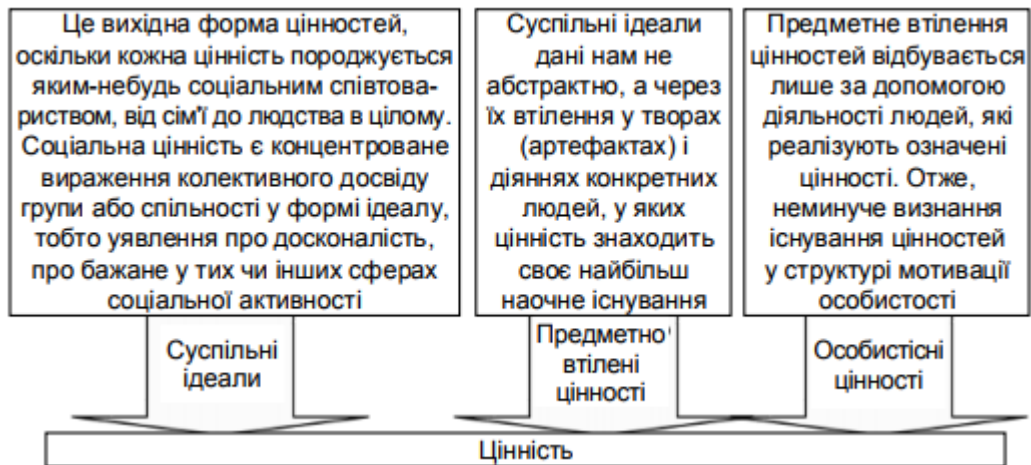 Це вихідна форма цінностей,
оскільки кожна цінність породжується
яким-небудь соціальним співтова-
риством, від сім'ї до людства в цілому.
Соціальна цінність є концентроване
вираження колективного досвіду
групи або спільності у формі ідеалу,
тобто уявлення про досконалість,
про бажане у тих чи інших сферах
соціальної активності
Суспільні ідеали
дані нам не
абстрактно, а через
їх втілення у творах
(артефактах) і
діяннях конкретних
людей, у яких
цінність знаходить
своє найбільш
наочне існування
Предметне втілення
цінностей відбувається
лише за допомогою
діяльності людей, які
реалізують означені
цінності. Отже,
неминуче визнання
існування цінностей
у структурі мотивації
особистості
Суспільні
ідеали
Предметно
втілені
цінності
Особистісні
цінності
Цінність